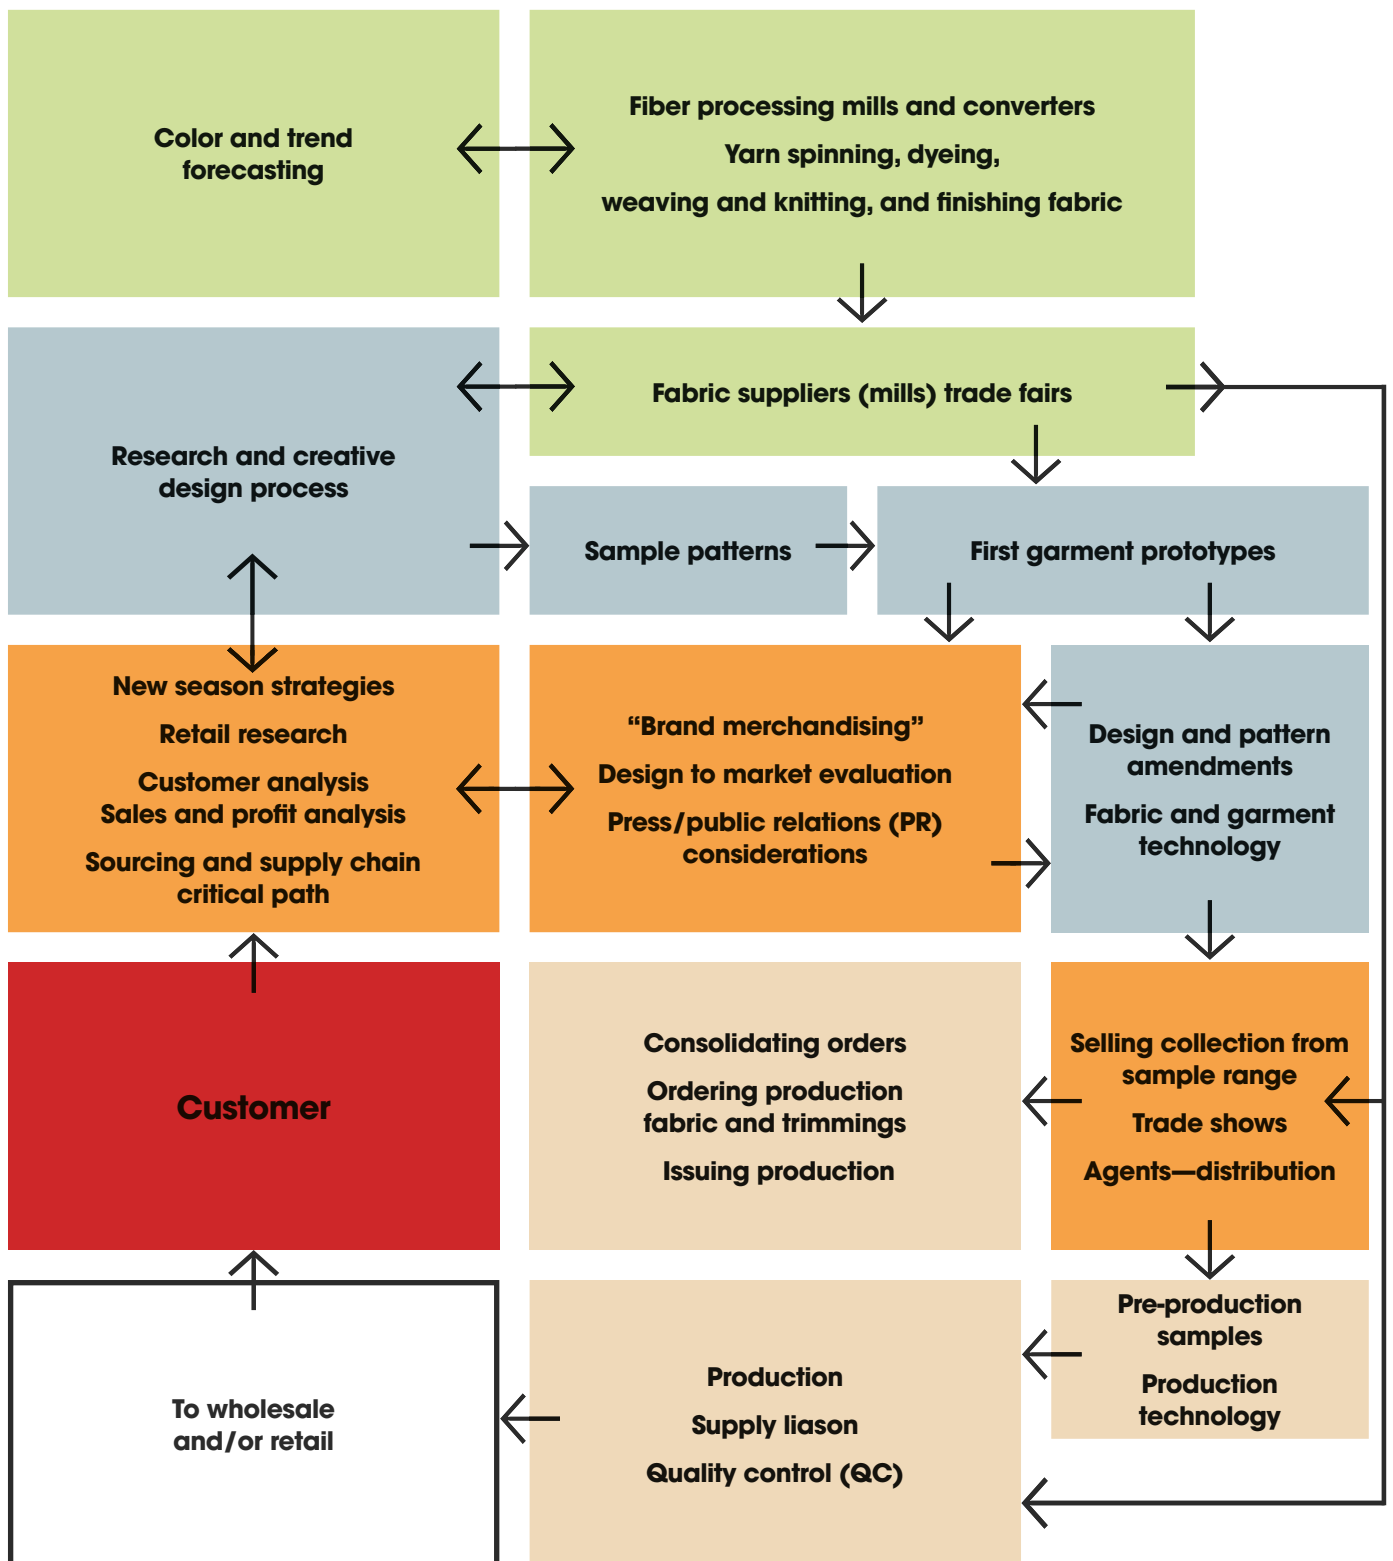 Color and trend
forecasting
Fiber processing mills and converters
Yarn spinning, dyeing,
weaving and knitting, and finishing fabric
Fabric suppliers (mills) trade fairs
Research and creative
design process
Sample patterns
First garment prototypes
New season strategies
Retail research
Customer analysis
Sales and profit analysis
Sourcing and supply chain
critical path
“Brand merchandising”
Design to market evaluation
Press/public relations (PR)
considerations
Design and pattern
amendments
Fabric and garment
technology
Customer
Consolidating orders
Ordering production
fabric and trimmings
Issuing production
Selling collection from
sample range
Trade shows
Agents—distribution
To wholesale
and/or retail
Production
Supply liason
Quality control (QC)
Pre-production
samples
Production
technology